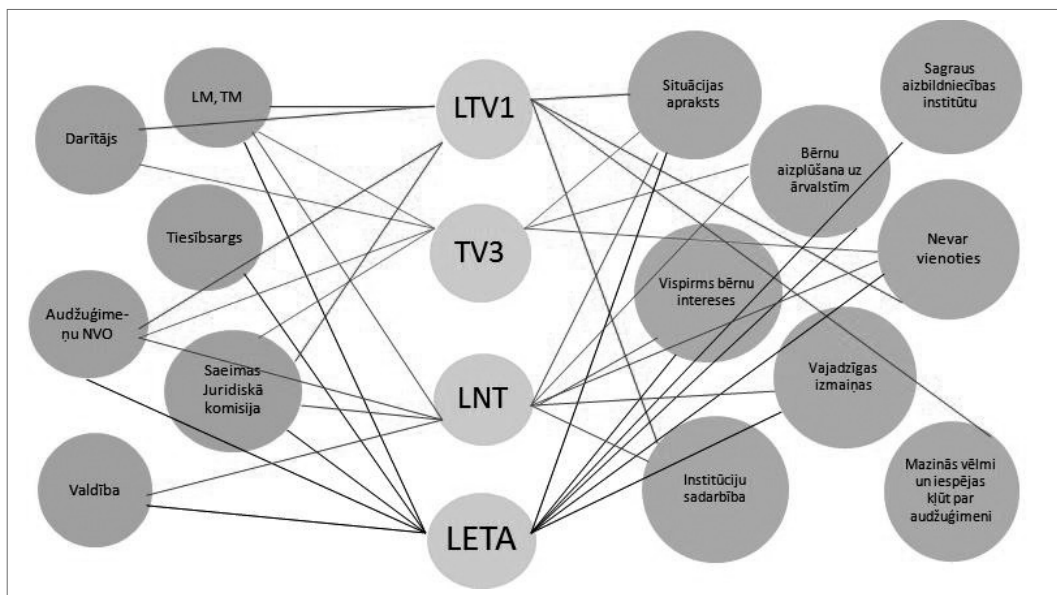 LM, TM
Darītājs
Tiesībsargs
Audžuģime-
ņu NVO
Saeimas
Juridiskā
komisija
Valdība
LTV1
TV3
LNT
LETA
Situācijas
apraksts
Sagraus
aizbildniecības
institūtu
Bērnu
aizplūšana uz
ārvalstīm
Nevar
vienoties
Vispirms bērnu
intereses
Vajadzīgas
izmaiņas
Institūciju
sadarbība
Mazinās vēlmi
un iespējas
kļūt par
audžuģimeni